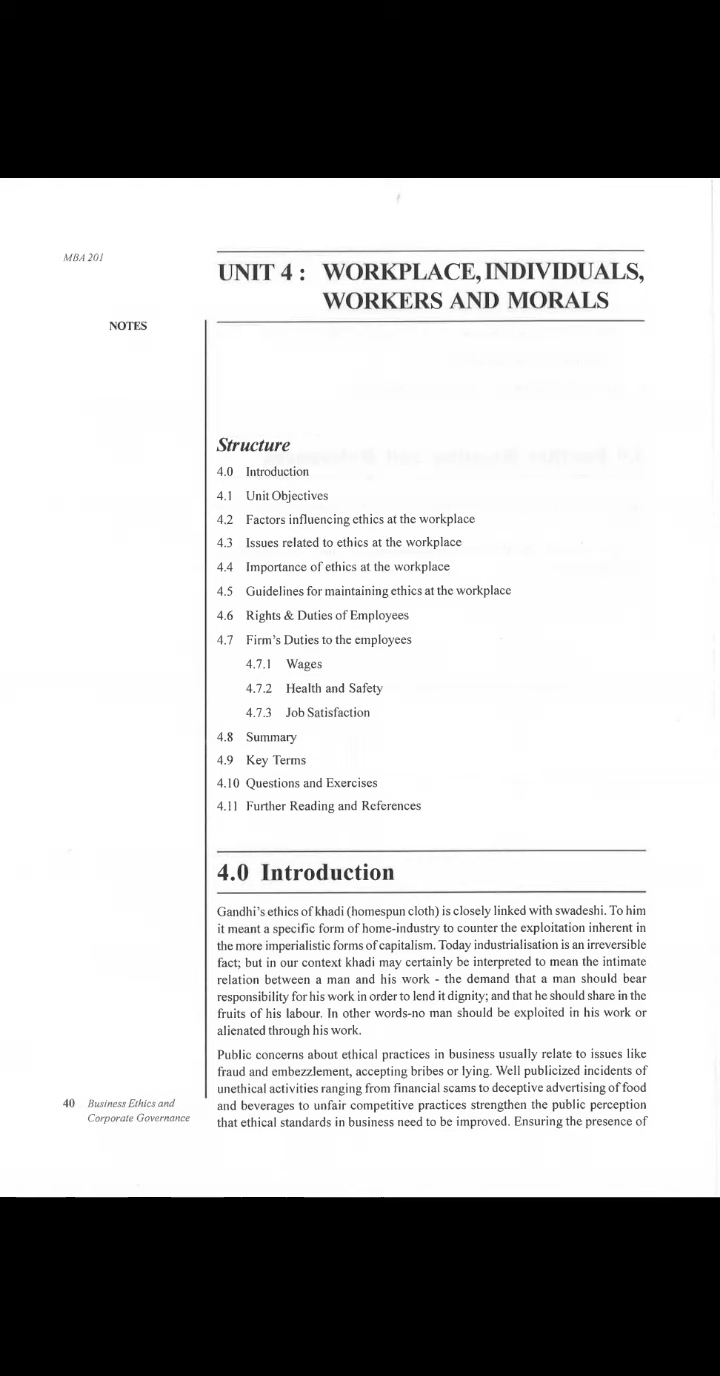 MBA 201
UNIT 4 : WORKPLACE, INDIVIDUALS,
WORKERS AND MORALS
NOTES
Structure
4.0 Introduction
4.1 Unit Objectives
4.2 Factors influencing ethics at the workplace
4.3 Issues related to ethics at the workplace
4.4 Importance of ethics at the workplace
4.5 Guidelines for maintaining ethics at the workplace
4.6 Rights & Duties of Employees
4.7 Firm's Duties to the employees
4.7.1 Wages
4.7.2 Health and Safety
4.7.3 Job Satisfaction
4.8 Summary
4.9 Key Terms
4.10 Questions and Exercises
4.11 Further Reading and References
4.0 Introduction
Gandhi's ethics of khadi (homespun cloth) is closely linked with swadeshi. To him
it meant a specific form of home-industry to counter the exploitation inherent in
the more imperialistic forms of capitalism. Today industrialisation is an irreversible
fact; but in our context khadi may certainly be interpreted to mean the intimate
relation between a man and his work - the demand that a man should bear
responsibility for his work in order to lend it dignity; and that he should share in the
fruits of his labour. In other words-no man should be exploited in his work or
alienated through his work.
Public concerns about ethical practices in business usually relate to issues like
fraud and embezzlement, accepting bribes or lying. Well publicized incidents of
unethical activities ranging from financial scams to deceptive advertising of food
and beverages to unfair competitive practices strengthen the public perception
that ethical standards in business need to be improved. Ensuring the presence of
40 Business Ethics and
Corporate Governance